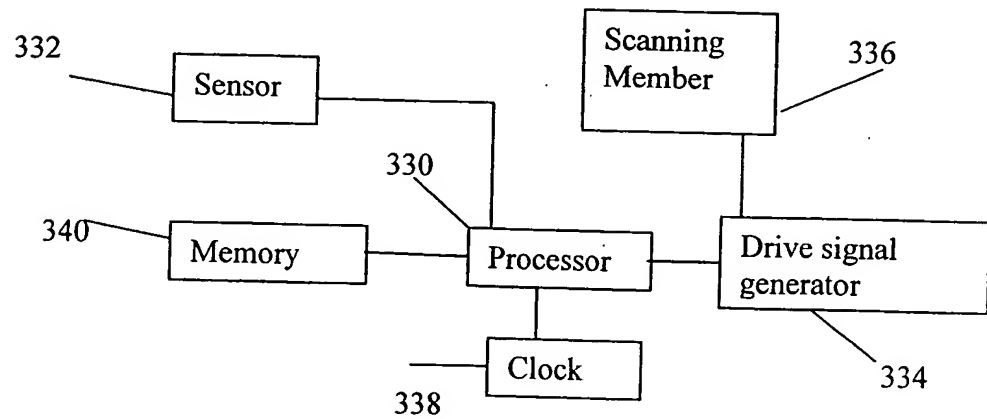 332
Sensor
Scanning
Member
336
330
340
Memory
Processor
Drive signal
generator
Clock
338
334